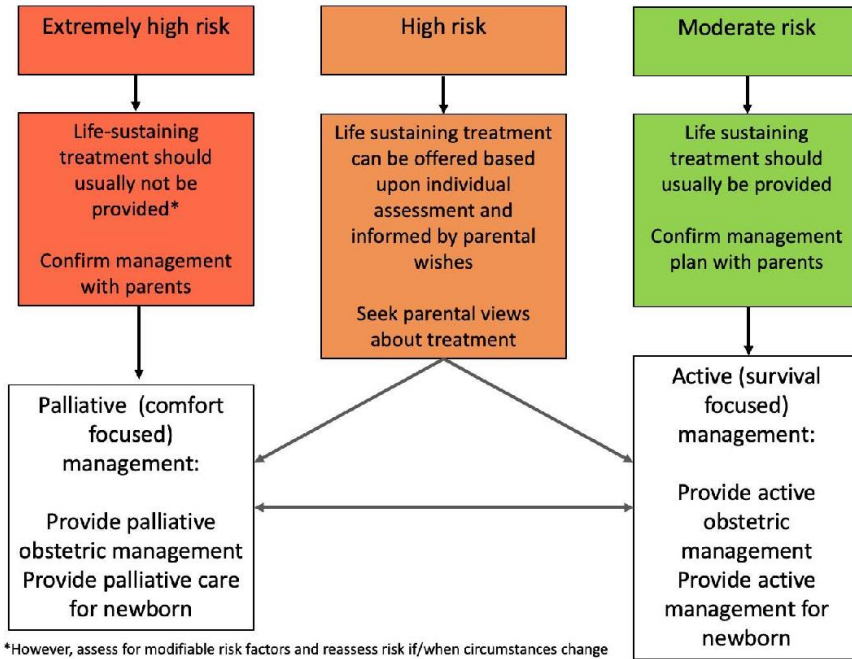 Extremely high risk
High risk
Moderate risk
Life-sustaining
treatment should
usually not be
provided*
Confirm management
with parents
Life sustaining treatment
can be offered based
upon individual
assessment and
informed by parental
wishes
Seek parental views
about treatment
Life sustaining
treatment should
usually be provided
Confirm management
plan with parents
Palliative (comfort
focused)
management:
Provide palliative
obstetric management
Provide palliative care
for newborn
Active (survival
focused)
management:
Provide active
obstetric
management
Provide active
management for
newborn
*However, assess for modifiable risk factors and reassess risk if/when circumstances change